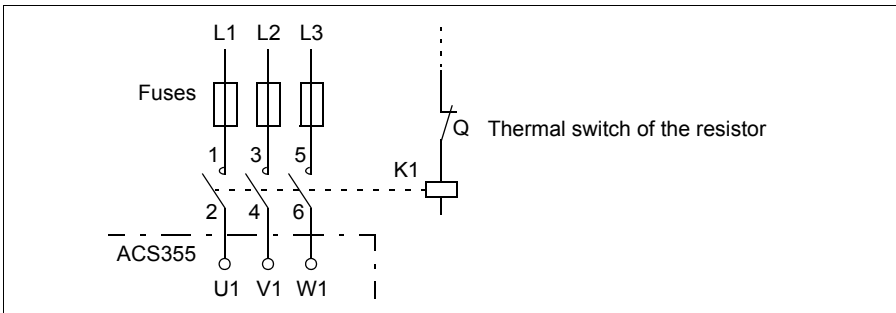 L1 L2 L3
Fuses
Q Thermal switch of the resistor
1 3 5
K1
2 4 6
ACS355
U1 V1 W1